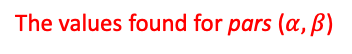 The values found for pars (α, β)